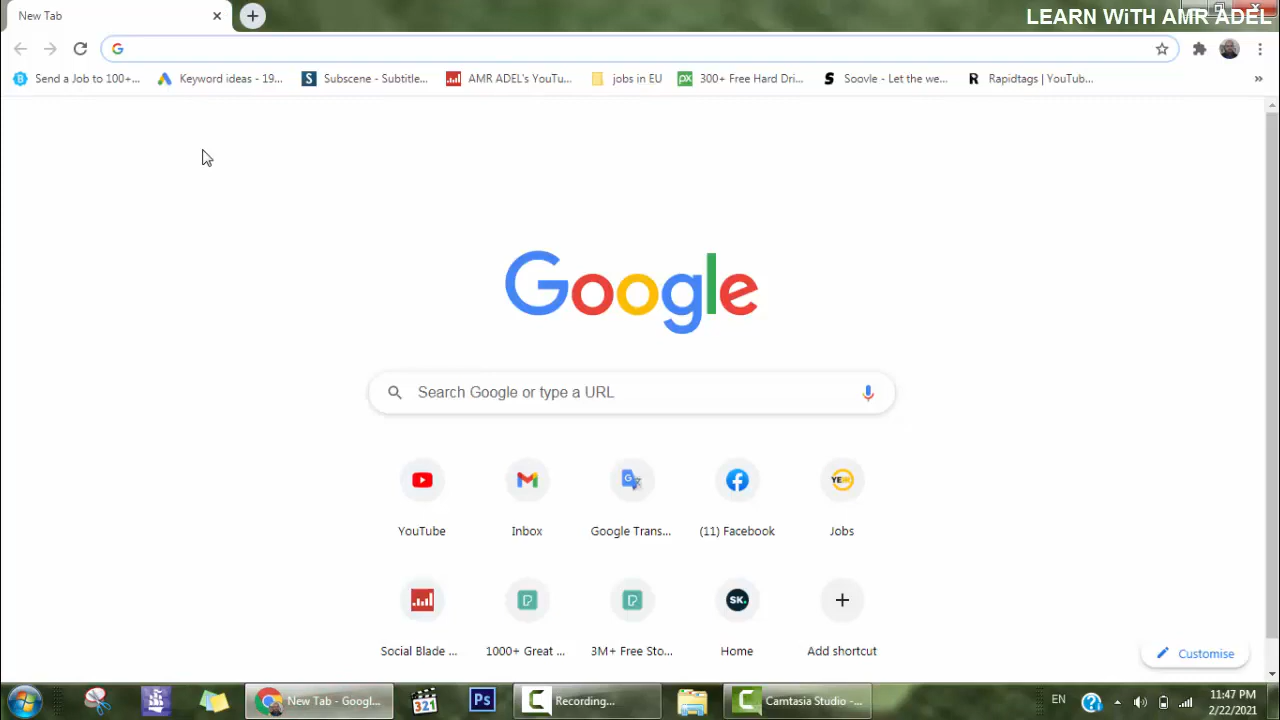 New Tab
LEARN WiTH AMR ADEL
Send a Job to 100+...
Keyword ideas - 19...
Subscene - Subtitle...
AMR ADEL's YouTu...
jobs in EU
300+ Free Hard Dri...
Soovle - Let the we...
Rapidtags | YouTub...
Google
Search Google or type a URL
YouTube
Inbox
Google Trans...
(11) Facebook
Jobs
Social Blade ...
1000+ Great ...
3M+ Free Sto...
Home
Add shortcut
Customise
New Tab - Googl...
Recording...
Camtasia Studio -...
EN
11:47 PM
2/22/2021